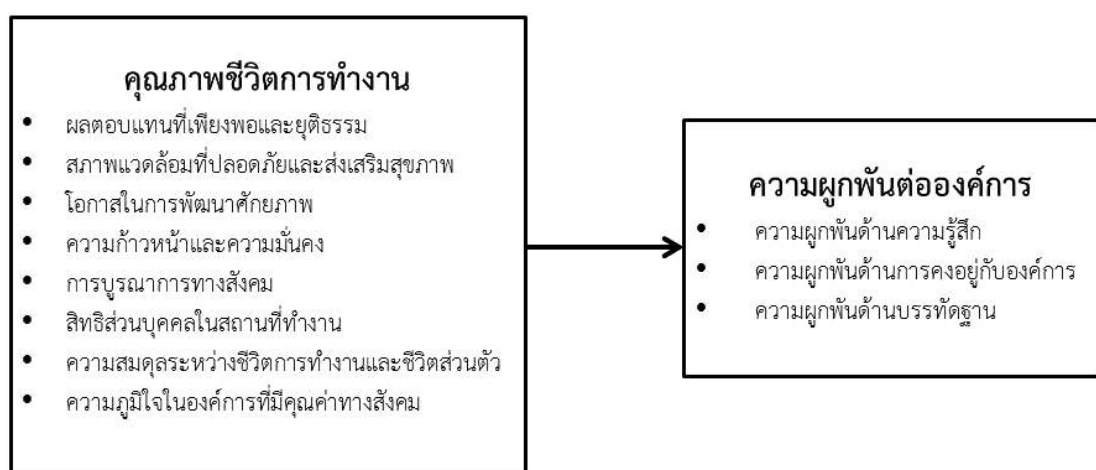 คุณภาพชีวิตการทำงาน
• ผลตอบแทนที่เพียงพอและยุติธรรม
• สภาพแวดล้อมที่ปลอดภัยและส่งเสริมสุขภาพ
• โอกาสในการพัฒนาศักยภาพ
• ความก้าวหน้าและความมั่นคง
• การบูรณาการทางสังคม
• สิทธิส่วนบุคคลในสถานที่ทำงาน
• ความสมดุลระหว่างชีวิตการทำงานและชีวิตส่วนตัว
• ความภูมิใจในองค์การที่มีคุณค่าทางสังคม
ความผูกพันต่อองค์การ
• ความผูกพันด้านความรู้สึก
• ความผูกพันด้านการคงอยู่กับองค์การ
• ความผูกพันด้านบรรทัดฐาน